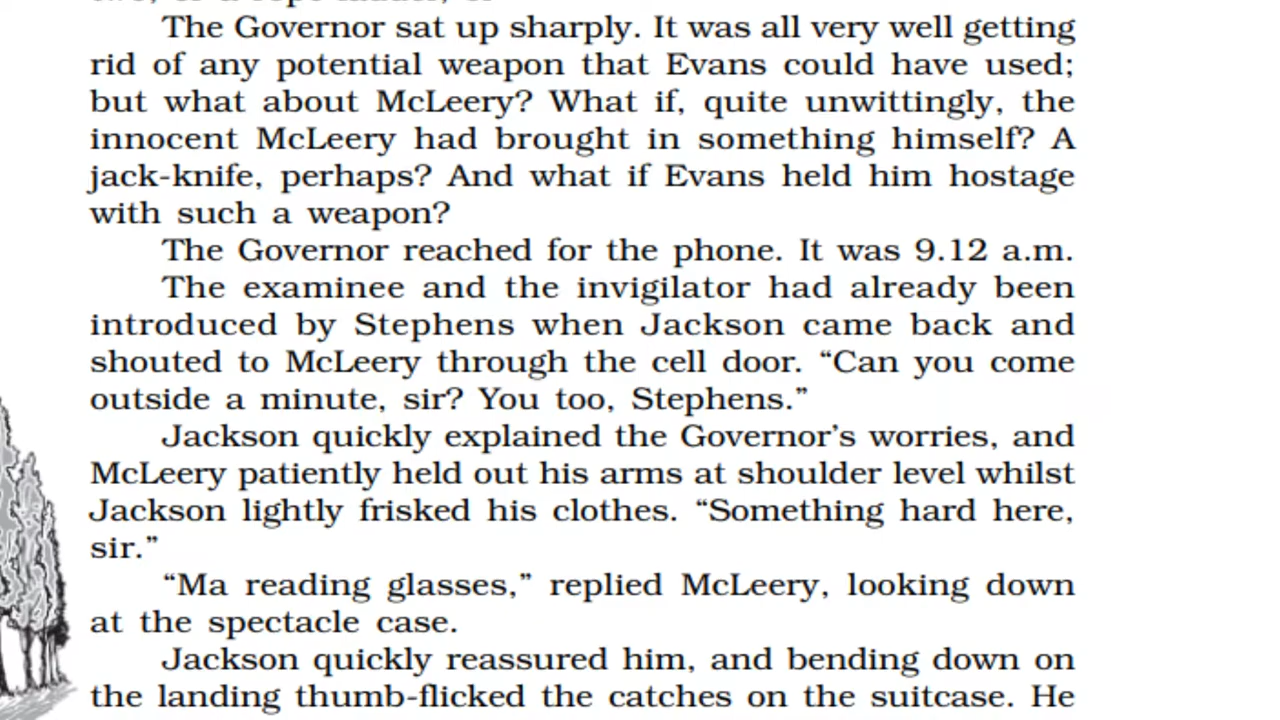 The Governor sat up sharply. It was all very well getting
rid of any potential weapon that Evans could have used;
but what about McLeery? What if, quite unwittingly, the
innocent McLeery had brought in something himself? A
jack-knife, perhaps? And what if Evans held him hostage
with such a weapon?
The Governor reached for the phone. It was 9.12 a.m.
The examinee and the invigilator had already been
introduced by Stephens when Jackson came back and
shouted to McLeery through the cell door. “Can you come
outside a minute, sir? You too, Stephens.”
Jackson quickly explained the Governor’s worries, and
McLeery patiently held out his arms at shoulder level whilst
Jackson lightly frisked his clothes. “Something hard here,
sir.”
“Ma reading glasses,” replied McLeery, looking down
at the spectacle case.
Jackson quickly reassured him, and bending down on
the landing thumb-flicked the catches on the suitcase. He